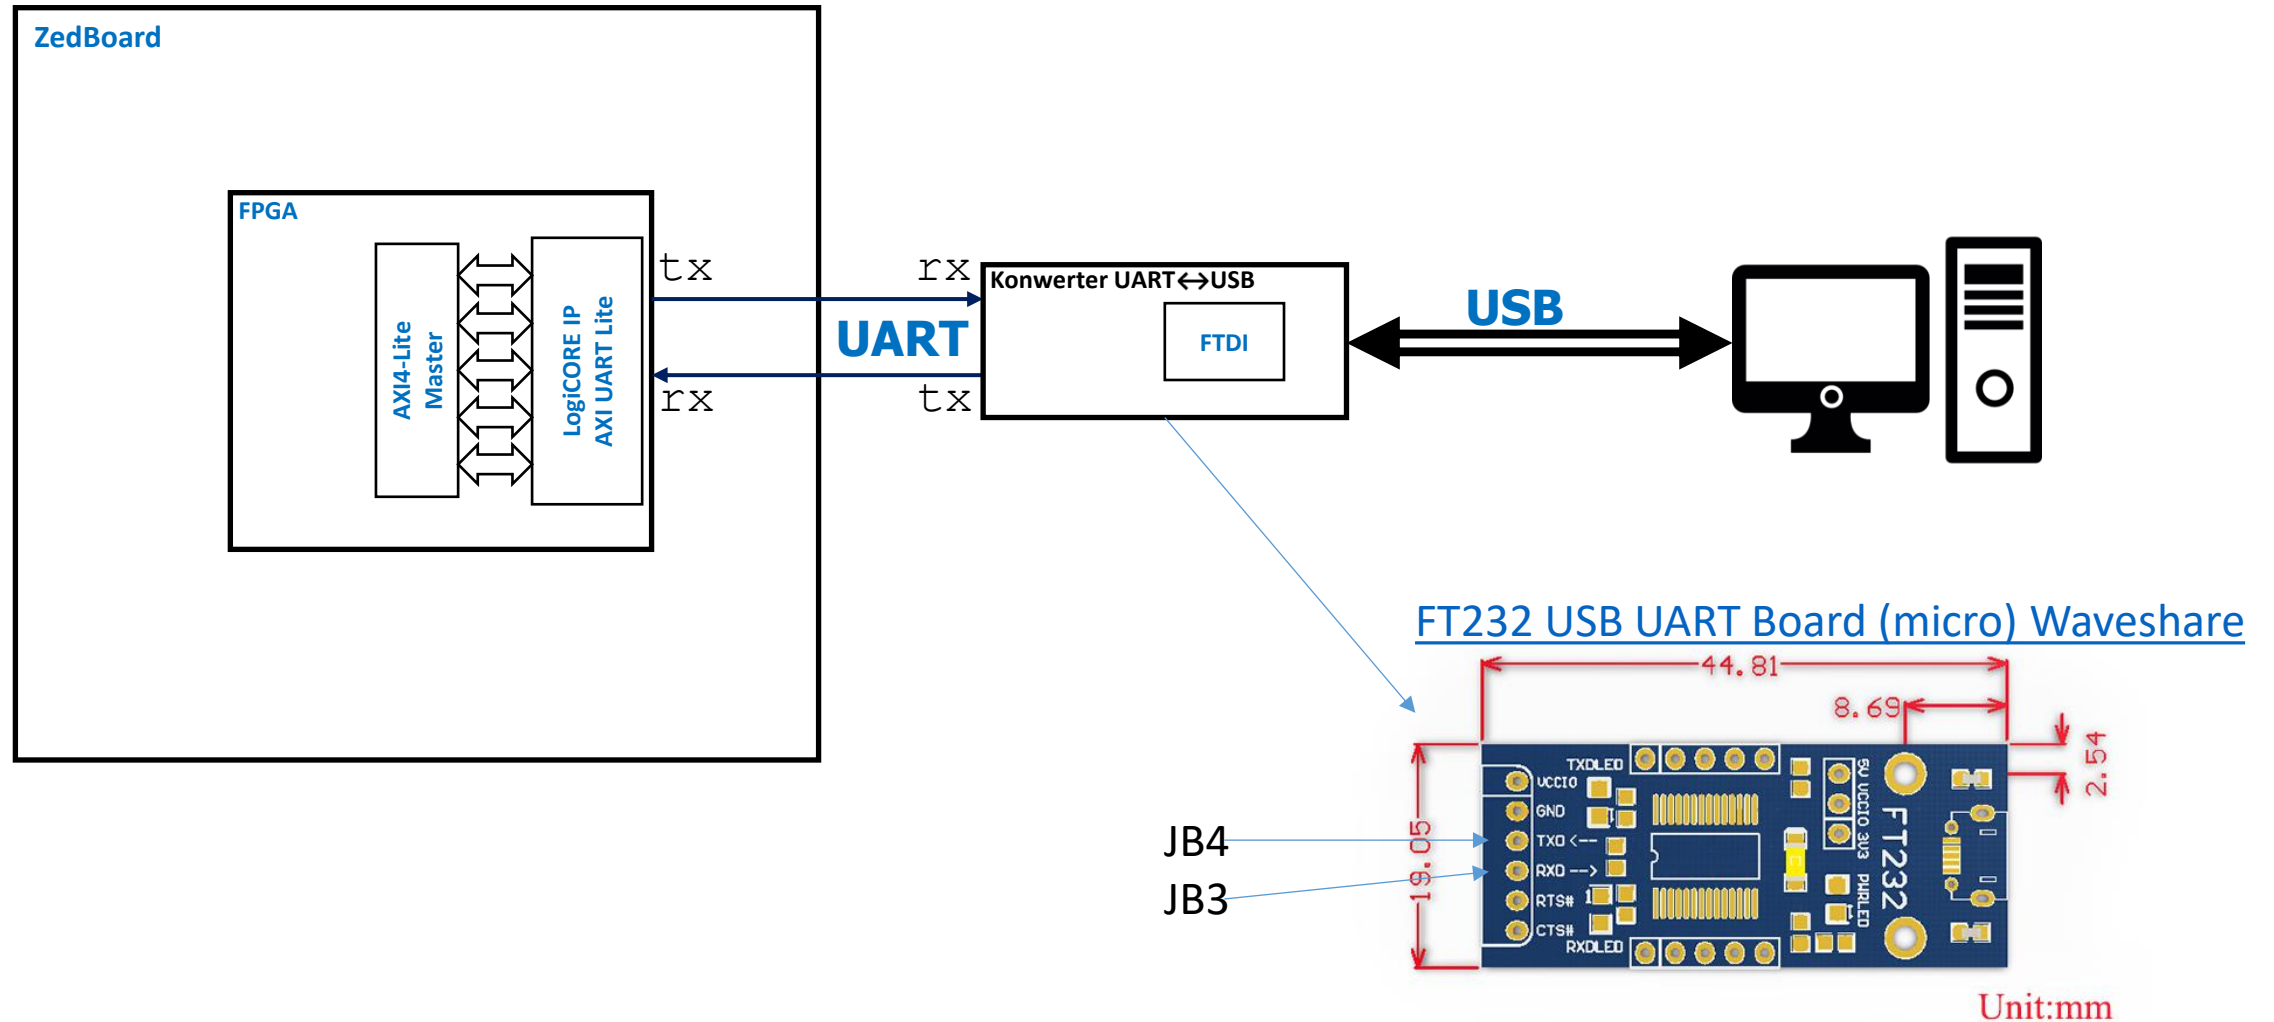 ZedBoard
FPGA
AXI4-Lite
Master
LogiCORE IP
AXI UART Lite
tx
rx
UART
rx
tx
Konwerter UART↔USB
FTDI
USB
FT232 USB UART Board (micro) Waveshare
44.81
8.69
2.54
19.05
JB4
JB3
TXDLED
VCCIO
GND
TXD <--
RXD -->
RTS#
CTS#
RXDLED
5V VCCIO 3V3 PWRLED
FT232
Unit:mm